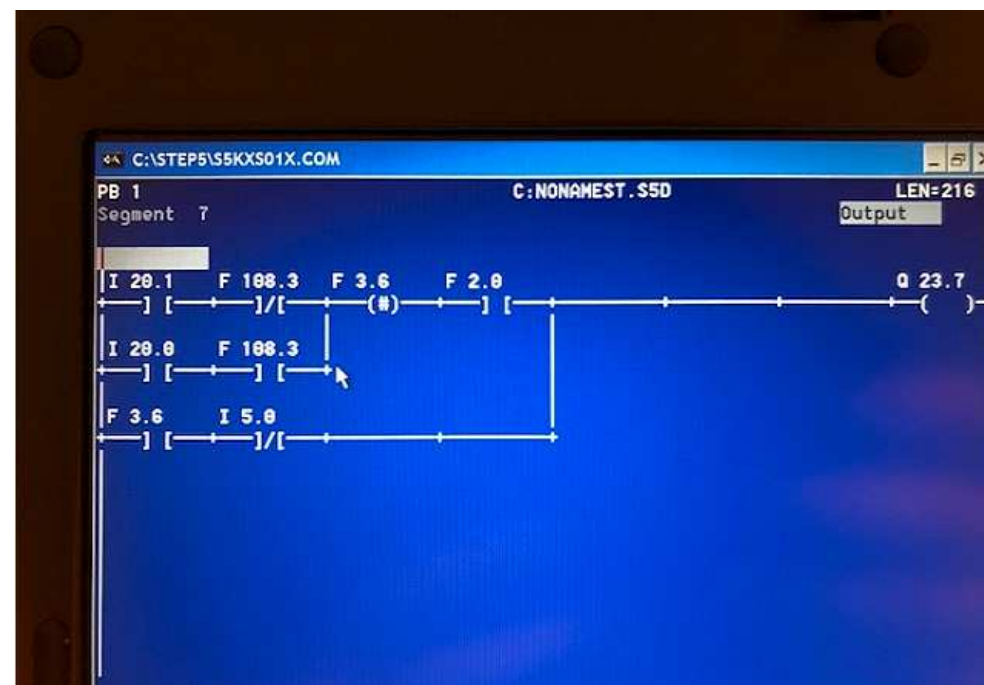 C:\STEP5\S5KXS01X.COM
PB 1 C:NONAMEST.S5D LEN=216
Segment 7 Output
I 20.1 F 108.3 F 3.6 F 2.0 Q 23.7
] [ ]/[ (#) ] [ ( )
I 20.0 F 108.3
] [ ] [
F 3.6 I 5.0
] [ ]/[